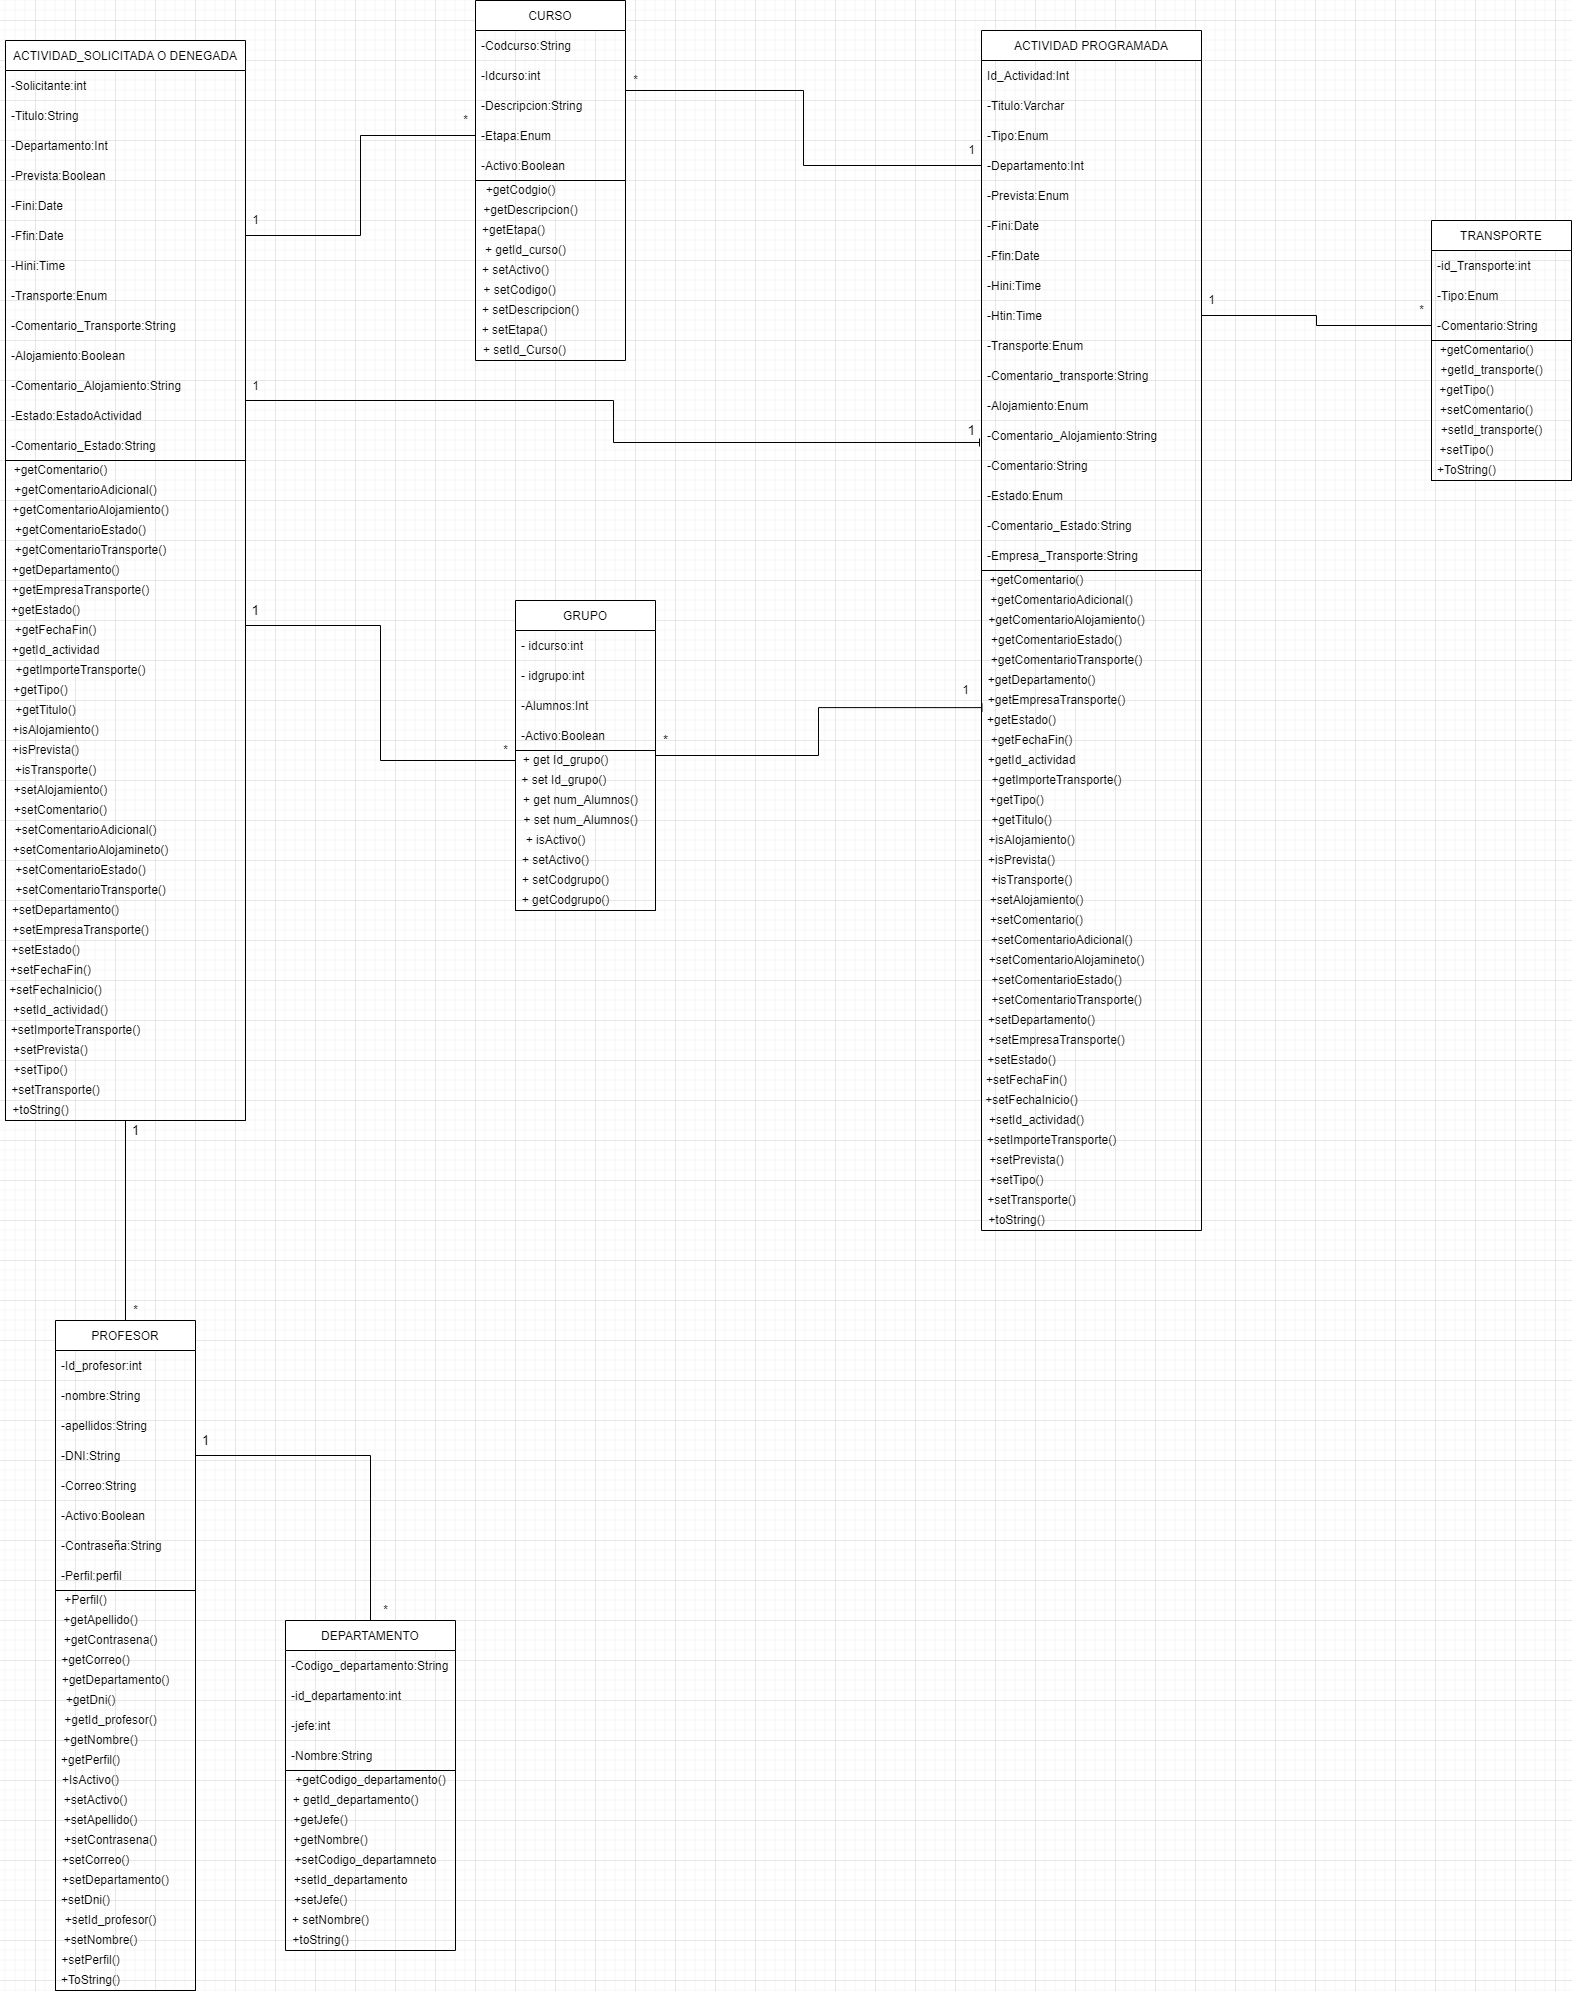 CURSO
-Codcurso:String
-Idcurso:int
-Descripcion:String
-Etapa:Enum
-Activo:Boolean
+getCodgio()
+getDescripcion()
+getEtapa()
+ getId_curso()
+ setActivo()
+ setCodigo()
+ setDescripcion()
+ setEtapa()
+ setId_Curso()
*
*
ACTIVIDAD_SOLICITADA O DENEGADA
-Solicitante:int
-Titulo:String
-Departamento:Int
-Prevista:Boolean
-Fini:Date
-Ffin:Date
-Hini:Time
-Transporte:Enum
-Comentario_Transporte:String
-Alojamiento:Boolean
-Comentario_Alojamiento:String
-Estado:EstadoActividad
-Comentario_Estado:String
+getComentario()
+getComentarioAdicional()
+getComentarioAlojamiento()
+getComentarioEstado()
+getComentarioTransporte()
+getDepartamento()
+getEmpresaTransporte()
+getEstado()
+getFechaFin()
+getId_actividad
+getImporteTransporte()
+getTipo()
+getTitulo()
+isAlojamiento()
+isPrevista()
+isTransporte()
+setAlojamiento()
+setComentario()
+setComentarioAdicional()
+setComentarioAlojamineto()
+setComentarioEstado()
+setComentarioTransporte()
+setDepartamento()
+setEmpresaTransporte()
+setEstado()
+setFechaFin()
+setFechaInicio()
+setId_actividad()
+setImporteTransporte()
+setPrevista()
+setTipo()
+setTransporte()
+toString()
1
1
1
1
ACTIVIDAD PROGRAMADA
Id_Actividad:Int
-Titulo:Varchar
-Tipo:Enum
-Departamento:Int
-Prevista:Enum
-Fini:Date
-Ffin:Date
-Hini:Time
-Htin:Time
-Transporte:Enum
-Comentario_transporte:String
-Alojamiento:Enum
-Comentario_Alojamiento:String
-Comentario:String
-Estado:Enum
-Comentario_Estado:String
-Empresa_Transporte:String
+getComentario()
+getComentarioAdicional()
+getComentarioAlojamiento()
+getComentarioEstado()
+getComentarioTransporte()
+getDepartamento()
+getEmpresaTransporte()
+getEstado()
+getFechaFin()
+getId_actividad
+getImporteTransporte()
+getTipo()
+getTitulo()
+isAlojamiento()
+isPrevista()
+isTransporte()
+setAlojamiento()
+setComentario()
+setComentarioAdicional()
+setComentarioAlojamineto()
+setComentarioEstado()
+setComentarioTransporte()
+setDepartamento()
+setEmpresaTransporte()
+setEstado()
+setFechaFin()
+setFechaInicio()
+setId_actividad()
+setImporteTransporte()
+setPrevista()
+setTipo()
+setTransporte()
+toString()
1
1
1
1
TRANSPORTE
-id_Transporte:int
-Tipo:Enum
-Comentario:String
+getComentario()
+getId_transporte()
+getTipo()
+setComentario()
+setId_transporte()
+setTipo()
+ToString()
*
GRUPO
- idcurso:int
- idgrupo:int
-Alumnos:Int
-Activo:Boolean
+ get Id_grupo()
+ set Id_grupo()
+ get num_Alumnos()
+ set num_Alumnos()
+ isActivo()
+ setActivo()
+ setCodgrupo()
+ getCodgrupo()
*
*
PROFESOR
-Id_profesor:int
-nombre:String
-apellidos:String
-DNI:String
-Correo:String
-Activo:Boolean
-Contraseña:String
-Perfil:perfil
+Perfil()
+getApellido()
+getContrasena()
+getCorreo()
+getDepartamento()
+getDni()
+getId_profesor()
+getNombre()
+getPerfil()
+IsActivo()
+setActivo()
+setApellido()
+setContrasena()
+setCorreo()
+setDepartamento()
+setDni()
+setId_profesor()
+setNombre()
+setPerfil()
+ToString()
*
1
DEPARTAMENTO
-Codigo_departamento:String
-id_departamento:int
-jefe:int
-Nombre:String
+getCodigo_departamento()
+ getId_departamento()
+getJefe()
+getNombre()
+setCodigo_departamneto
+setId_departamento
+setJefe()
+ setNombre()
+toString()
*